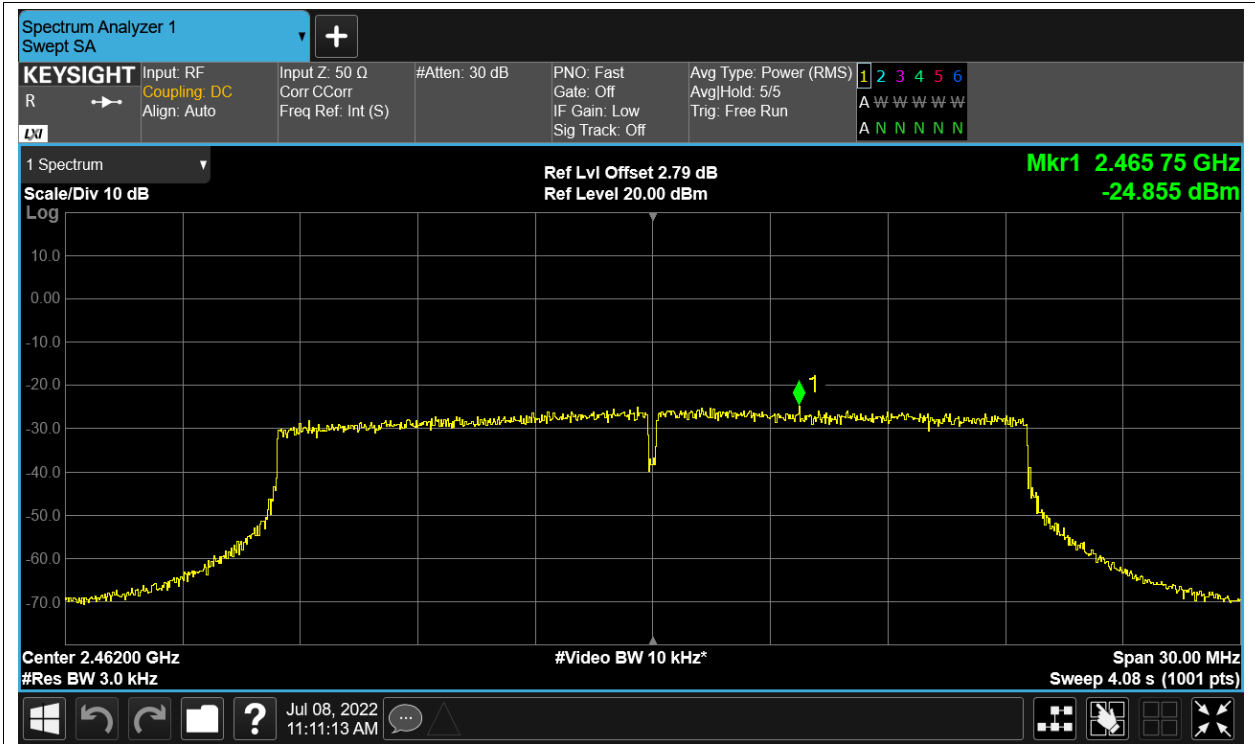 Spectrum Analyzer 1
Swept SA
KEYSIGHT
R
LXI
Input: RF
Coupling: DC
Align: Auto
Input Z: 50 Ω
Corr CCorr
Freq Ref: Int (S)
#Atten: 30 dB
PNO: Fast
Gate: Off
IF Gain: Low
Sig Track: Off
Avg Type: Power (RMS)
Avg|Hold: 5/5
Trig: Free Run
1 2 3 4 5 6
A W W W W W
A N N N N N
1 Spectrum
Scale/Div 10 dB
Log
Ref Lvl Offset 2.79 dB
Ref Level 20.00 dBm
Mkr1 2.465 75 GHz
-24.855 dBm
10.0
0.00
-10.0
-20.0
-30.0
-40.0
-50.0
-60.0
-70.0
1
Center 2.46200 GHz
#Res BW 3.0 kHz
#Video BW 10 kHz*
Span 30.00 MHz
Sweep 4.08 s (1001 pts)
?
Jul 08, 2022
11:11:13 AM